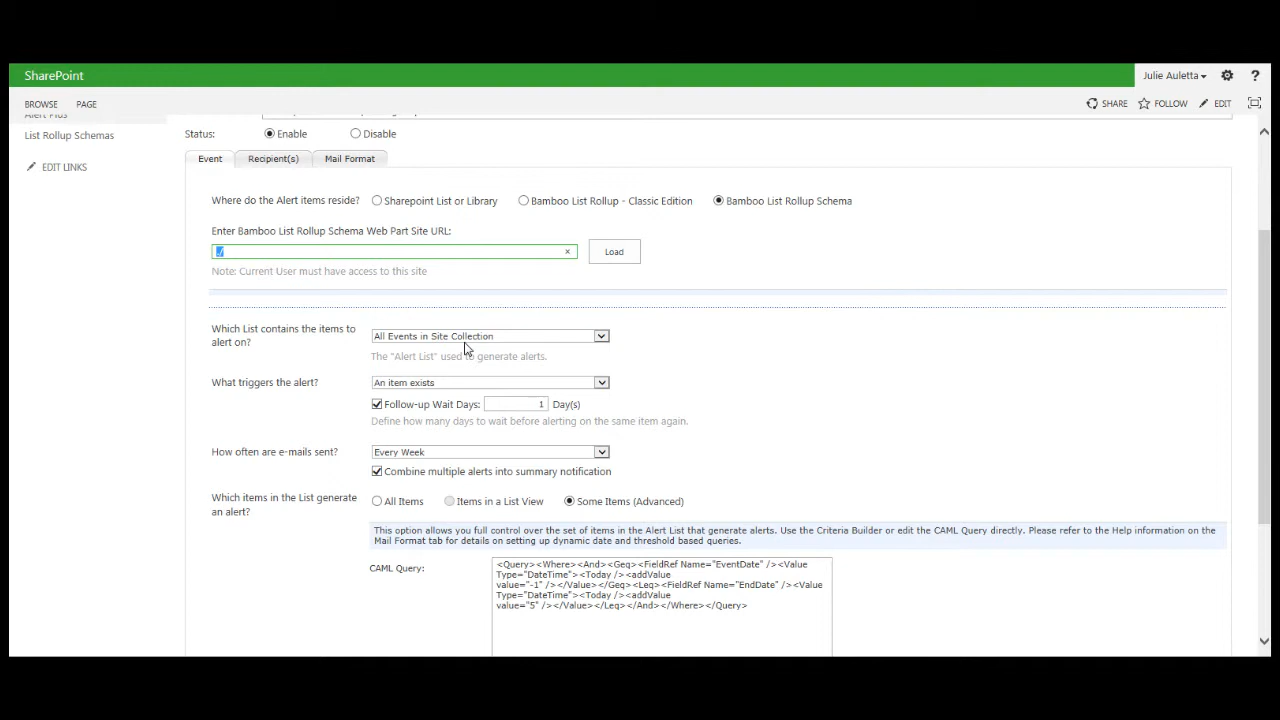 SharePoint
Julie Auletta
?
BROWSE PAGE
SHARE FOLLOW EDIT
Alert Plus
List Rollup Schemas
EDIT LINKS
Status: Enable Disable
Event Recipient(s) Mail Format
Where do the Alert items reside? Sharepoint List or Library Bamboo List Rollup - Classic Edition Bamboo List Rollup Schema
Enter Bamboo List Rollup Schema Web Part Site URL:
./ × Load
Note: Current User must have access to this site
Which List contains the items to
alert on?
All Events in Site Collection
The "Alert List" used to generate alerts.
What triggers the alert? An item exists
Follow-up Wait Days: 1 Day(s)
Define how many days to wait before alerting on the same item again.
How often are e-mails sent? Every Week
Combine multiple alerts into summary notification
Which items in the List generate
an alert?
All Items Items in a List View Some Items (Advanced)
This option allows you full control over the set of items in the Alert List that generate alerts. Use the Criteria Builder or edit the CAML Query directly. Please refer to the Help information on the
Mail Format tab for details on setting up dynamic date and threshold based queries.
CAML Query:
<Query><Where><And><Geq><FieldRef Name="EventDate" /><Value
Type="DateTime"><Today /><addValue
value="-1" /></Value></Geq><Leq><FieldRef Name="EndDate" /><Value
Type="DateTime"><Today /><addValue
value="5" /></Value></Leq></And></Where></Query>